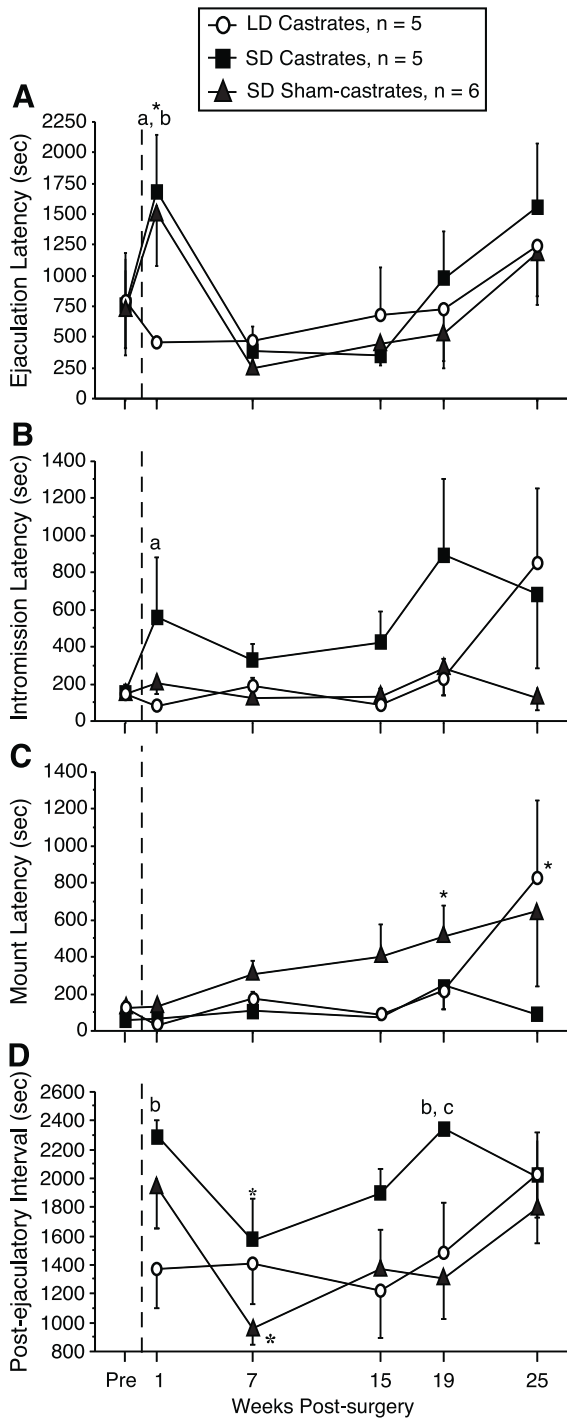 LD Castrates, n = 5
SD Castrates, n = 5
SD Sham-castrates, n = 6
A
Ejaculation Latency (sec)
2250
2000
1750
1500
1250
1000
750
500
250
0
*
a, b
B
Intromission Latency (sec)
1400
1200
1000
800
600
400
200
0
a
C
Mount Latency (sec)
1400
1200
1000
800
600
400
200
0
*
*
D
Post-ejaculatory Interval (sec)
2600
2400
2200
2000
1800
1600
1400
1200
1000
800
b
*
*
b, c
Pre 1 7 15 19 25
Weeks Post-surgery